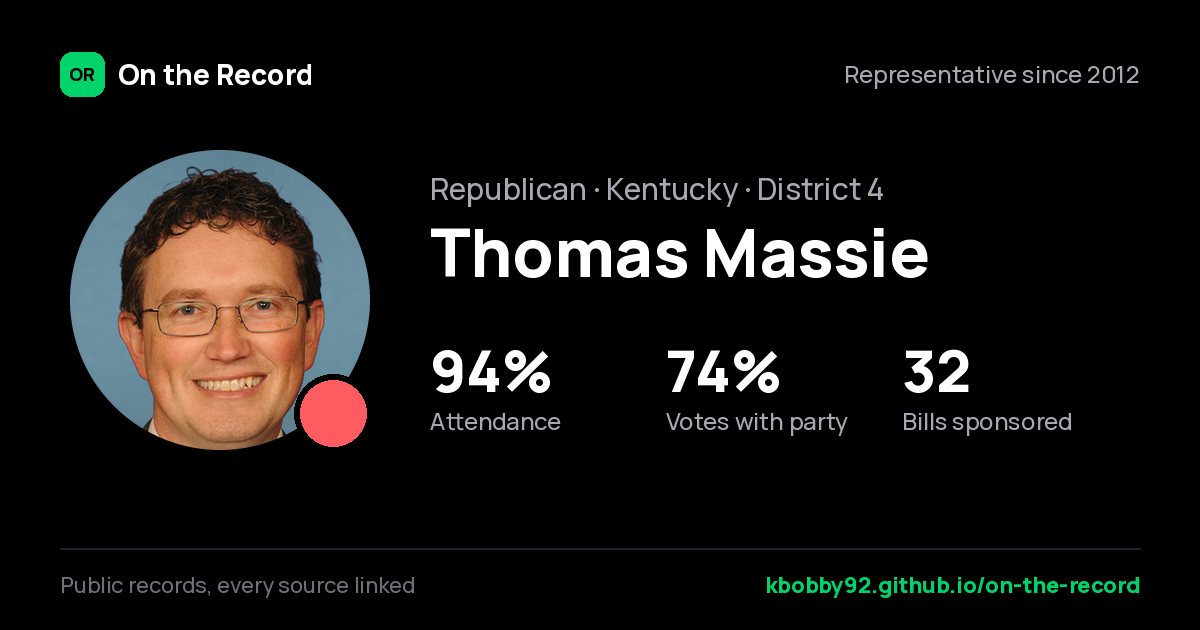 OR On the Record
Representative since 2012
Republican · Kentucky · District 4
Thomas Massie
94% 74% 32
Attendance Votes with party Bills sponsored
Public records, every source linked
kbobby92.github.io/on-the-record